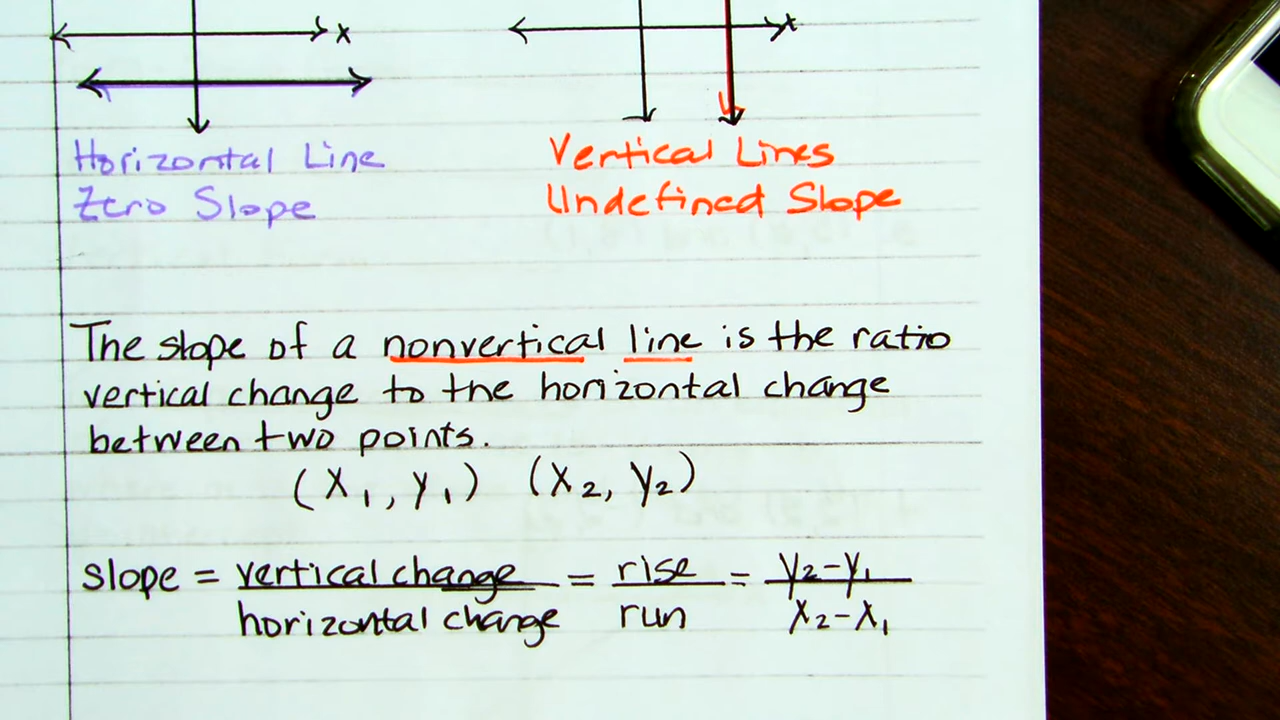 x
x
Horizontal Line
Zero Slope
Vertical Lines
Undefined Slope
The slope of a nonvertical line is the ratio
vertical change to the horizontal change
between two points.
(x₁, y₁) (x₂, y₂)
slope = vertical change / horizontal change = rise / run = y₂-y₁ / x₂-x₁